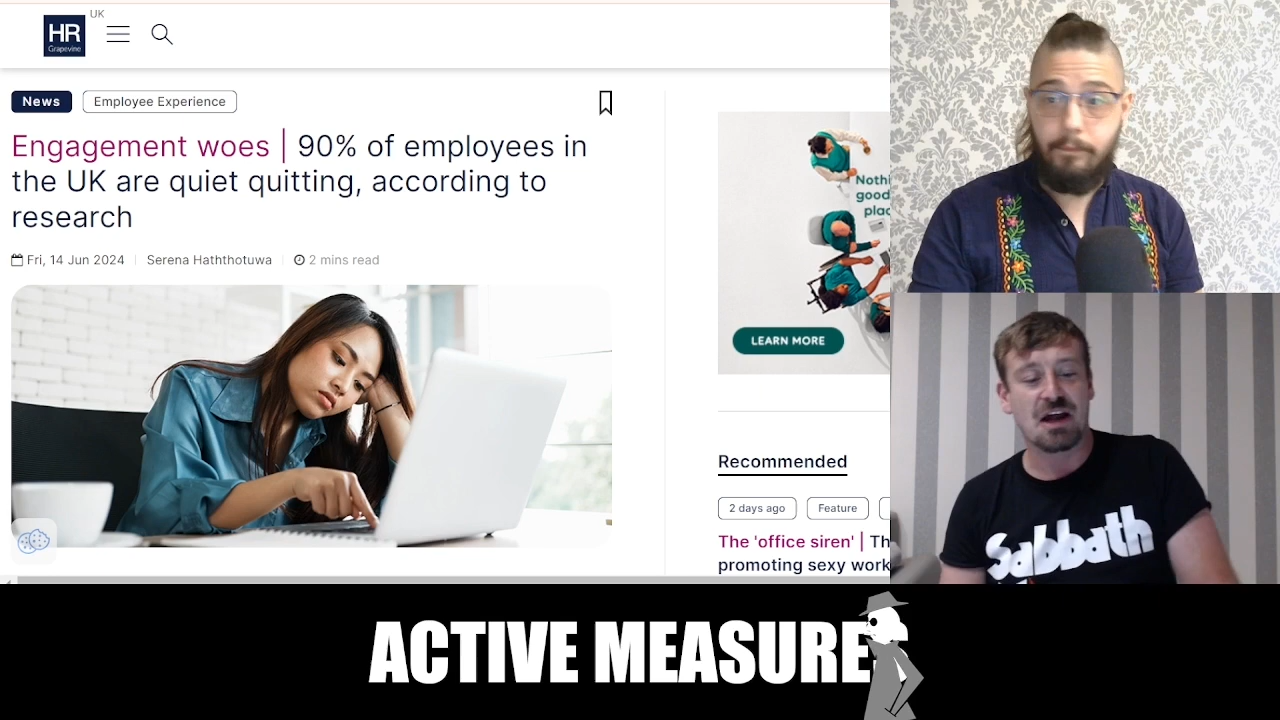 UK
HR
Grapevine
News
Employee Experience
Engagement woes | 90% of employees in
the UK are quiet quitting, according to
research
Fri, 14 Jun 2024
Serena Haththotuwa
2 mins read
Nothi
good
plac
LEARN MORE
Recommended
2 days ago
Feature
The 'office siren' | Th
promoting sexy work
Sabbath
ACTIVE MEASURE